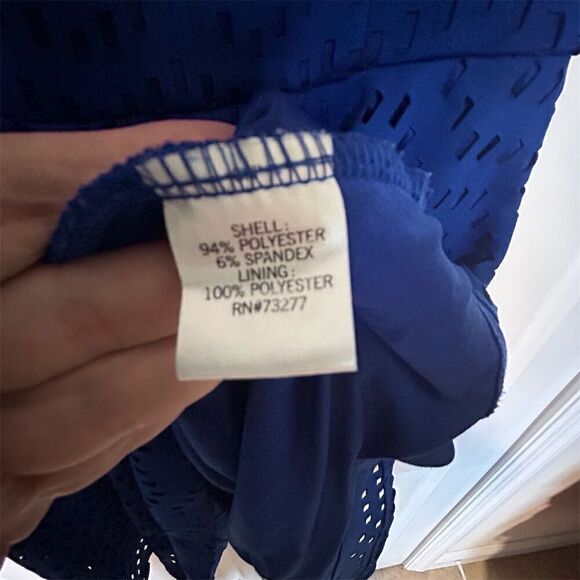 SHELL:
94% POLYESTER
6% SPANDEX
LINING:
100% POLYESTER
RN#73277